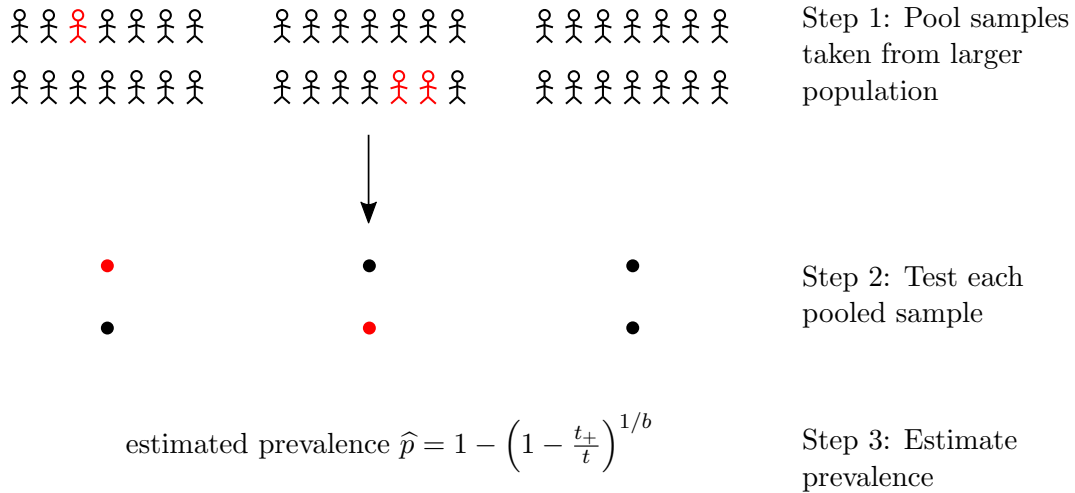 Step 1: Pool samples
taken from larger
population
Step 2: Test each
pooled sample
estimated prevalence p̂ = 1 − (1 − t₊/t)^{1/b}
Step 3: Estimate
prevalence